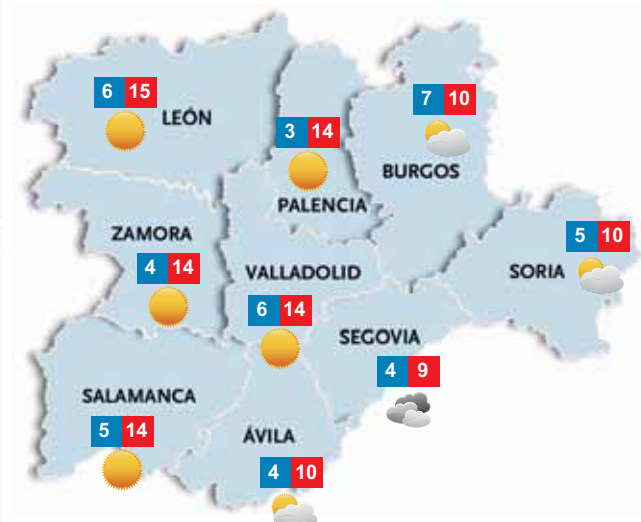 6 15
LEÓN
7 10
3 14
BURGOS
PALENCIA
ZAMORA
5 10
4 14
VALLADOLID
SORIA
6 14
SEGOVIA
4 9
SALAMANCA
5 14
ÁVILA
4 10